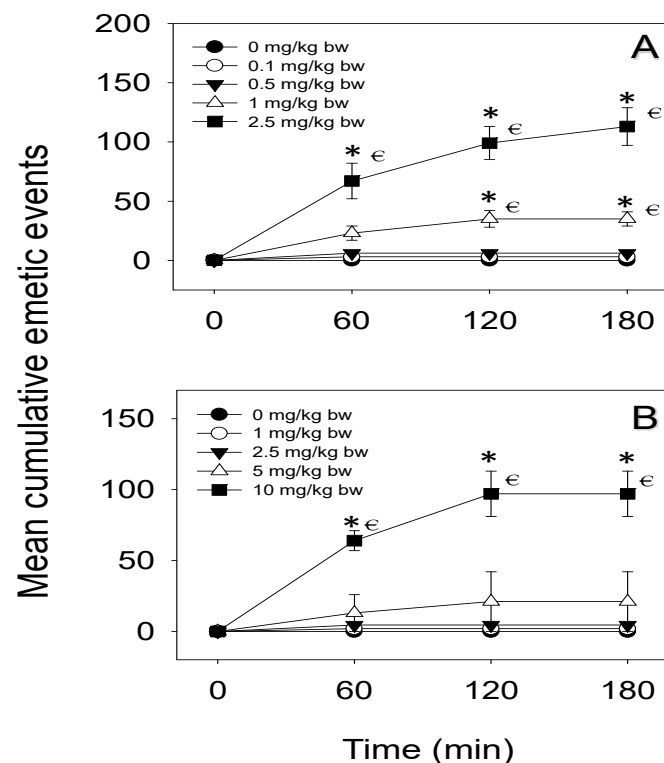 Mean cumulative emetic events
200
150
100
50
0
A
0 mg/kg bw
0.1 mg/kg bw
0.5 mg/kg bw
1 mg/kg bw
2.5 mg/kg bw
* €
* €
* €
* €
* €
0 60 120 180
150
100
50
0
B
0 mg/kg bw
1 mg/kg bw
2.5 mg/kg bw
5 mg/kg bw
10 mg/kg bw
* €
* €
* €
0 60 120 180
Time (min)